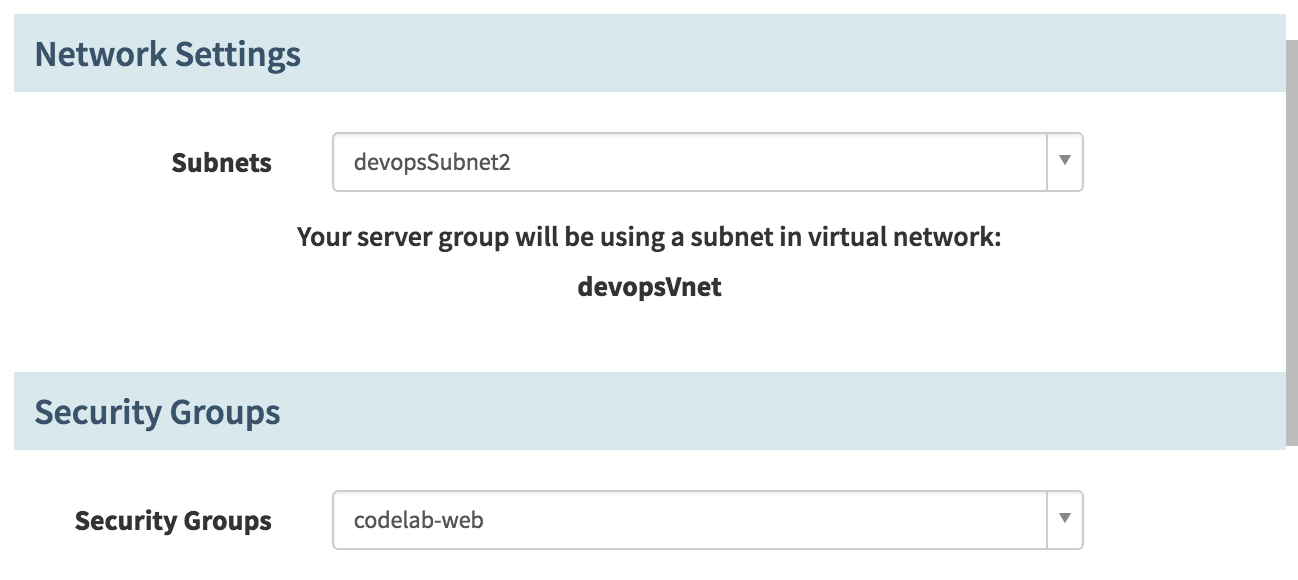 Network Settings
Subnets
devopsSubnet2
Your server group will be using a subnet in virtual network:
devopsVnet
Security Groups
Security Groups
codelab-web